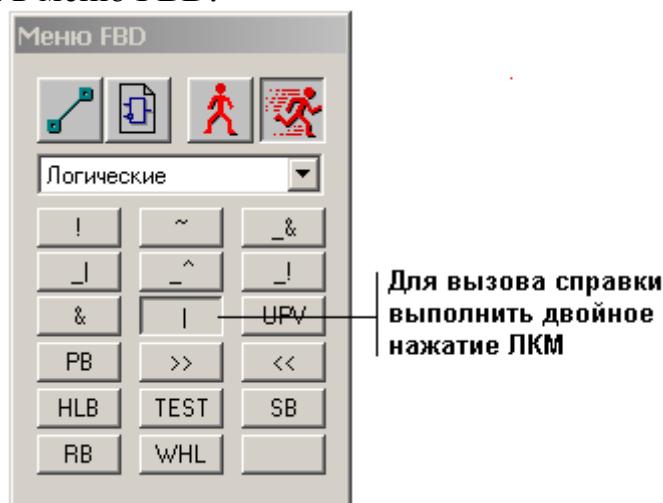 Меню FBD
Логические
! ~ _&
_| _^ _!
& | UPV
PB >> <<
HLB TEST SB
RB WHL
Для вызова справки
выполнить двойное
нажатие ЛКМ